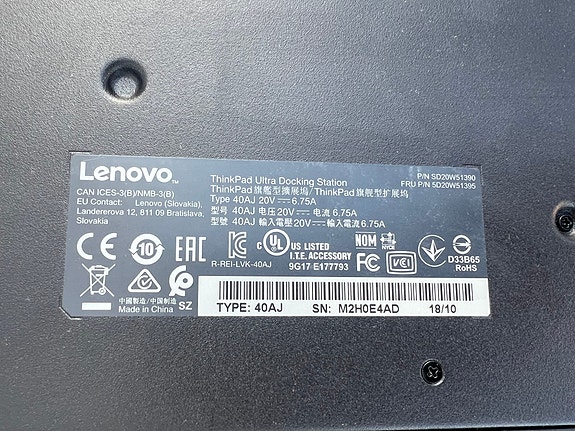 Lenovo™
CAN ICES-3(B)/NMB-3(B)
EU Contact: Lenovo (Slovakia),
Landererova 12, 811 09 Bratislava,
Slovakia
ThinkPad Ultra Docking Station
ThinkPad 旗艦型擴展塢 / ThinkPad 旗舰型扩展坞
Type 40AJ 20V ⎓ 6.75A
型号 40AJ 电压 20V ⎓ 电流 6.75A
型號 40AJ 輸入電壓 20V ⎓ 輸入電流 6.75A
P/N SD20W51390
FRU P/N 5D20W51395
CE
10
EAC
R-REI-LVK-40AJ
c UL US LISTED
I.T.E. ACCESSORY
9G17 E177793
NOM
NYCE
FC
VCCI
D33B65
RoHS
中國製造/中国制造
Made in China
SZ
TYPE: 40AJ SN: M2H0E4AD 18/10